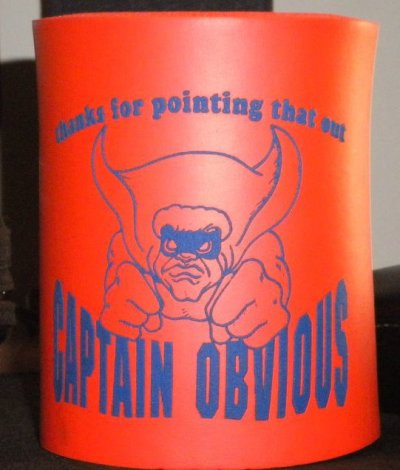 thanks for pointing that out
CAPTAIN OBVIOUS